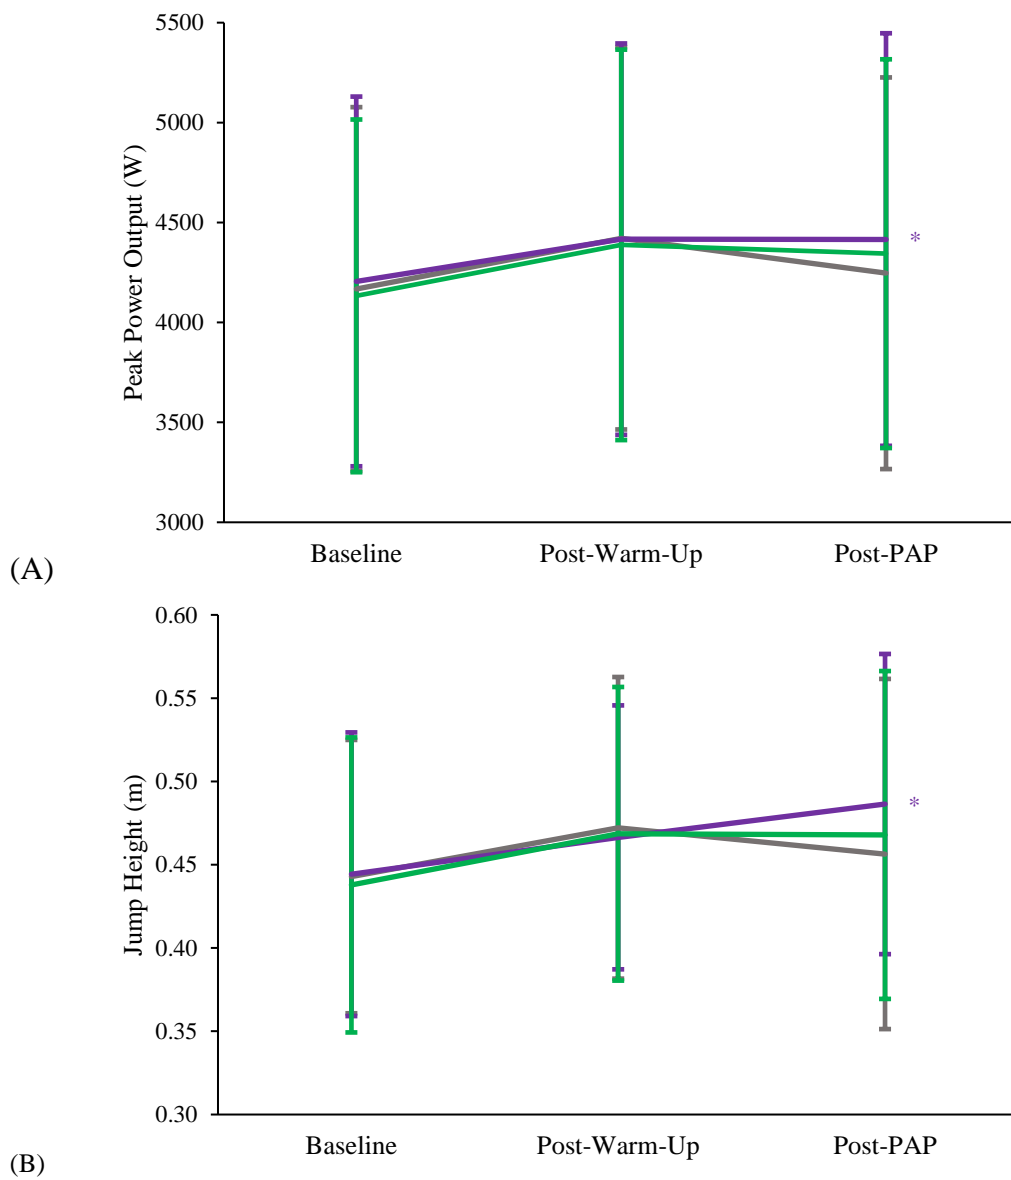 5500
5000
4500
4000
3500
3000
Peak Power Output (W)
*
Baseline Post-Warm-Up Post-PAP
(A)
0.60
0.55
0.50
0.45
0.40
0.35
0.30
Jump Height (m)
*
Baseline Post-Warm-Up Post-PAP
(B)